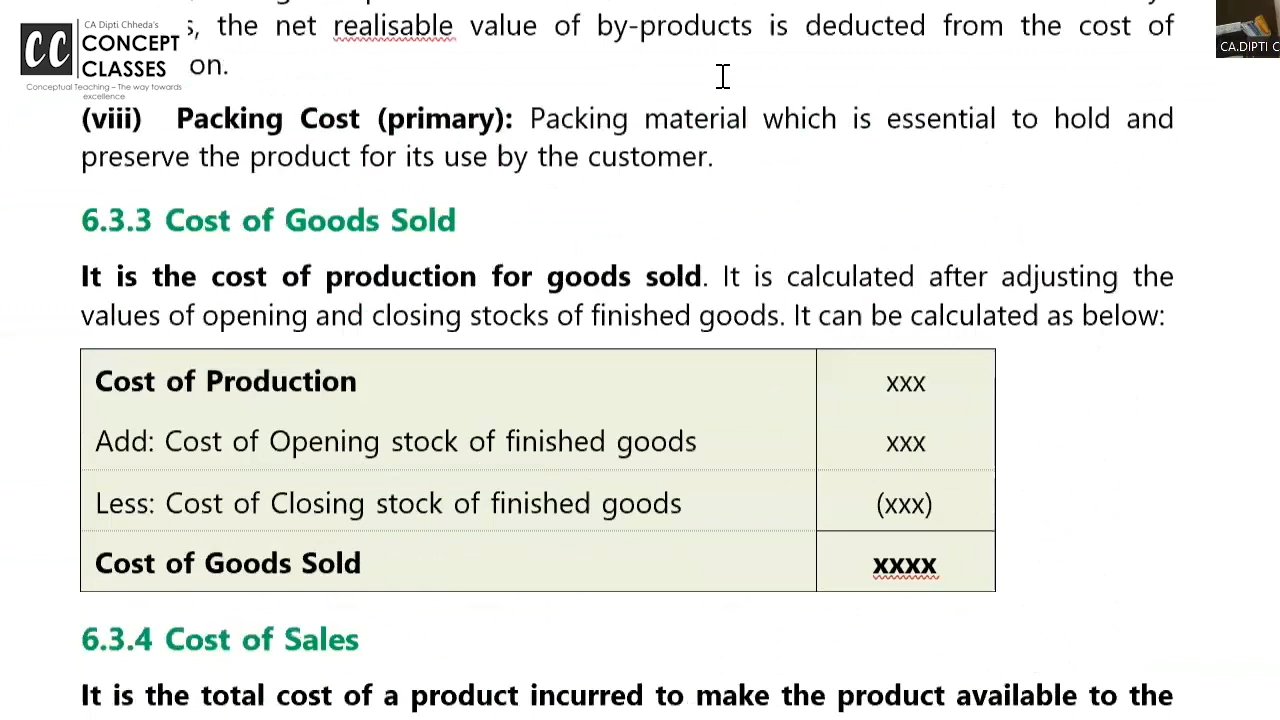 CA Dipti Chheda's
CONCEPT
CLASSES
Conceptual Teaching – The way towards
excellence
CC
s, the net realisable value of by-products is deducted from the cost of
on.
CA.DIPTI C
(viii) Packing Cost (primary): Packing material which is essential to hold and
preserve the product for its use by the customer.
6.3.3 Cost of Goods Sold
It is the cost of production for goods sold. It is calculated after adjusting the
values of opening and closing stocks of finished goods. It can be calculated as below:
Cost of Production xxx
Add: Cost of Opening stock of finished goods xxx
Less: Cost of Closing stock of finished goods (xxx)
Cost of Goods Sold xxxx
6.3.4 Cost of Sales
It is the total cost of a product incurred to make the product available to the